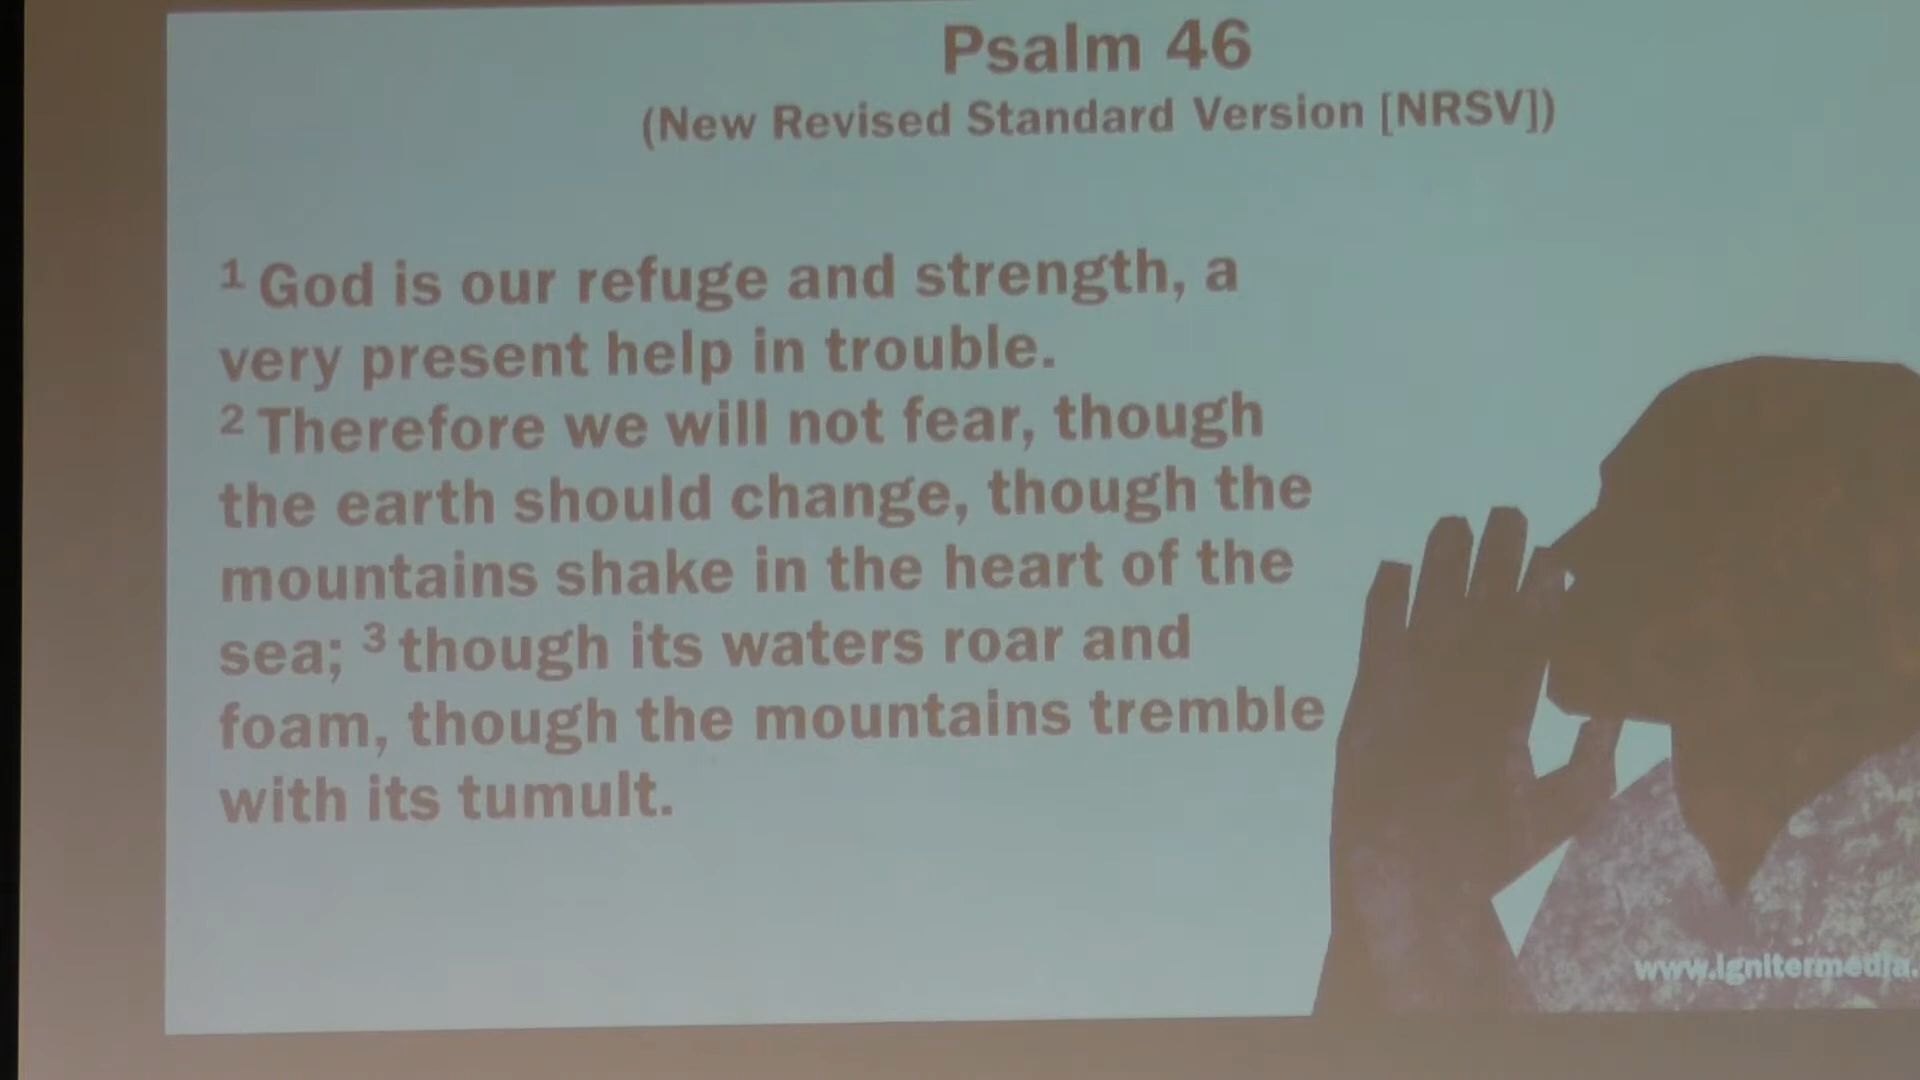 Psalm 46
(New Revised Standard Version [NRSV])
1 God is our refuge and strength, a
very present help in trouble.
2 Therefore we will not fear, though
the earth should change, though the
mountains shake in the heart of the
sea; 3 though its waters roar and
foam, though the mountains tremble
with its tumult.
www.ignitermedia.